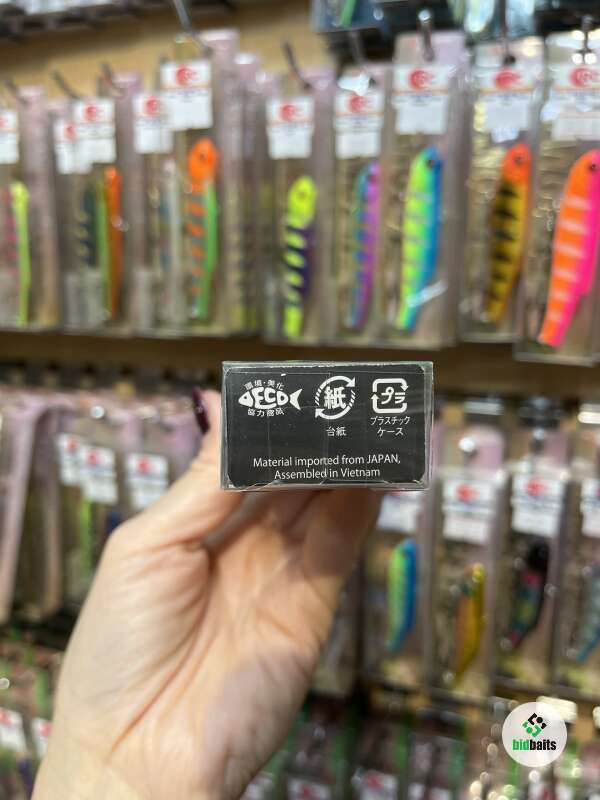 環境・美化
ECO
協力商品
紙
台紙
プラ
プラスチック
ケース
Material imported from JAPAN,
Assembled in Vietnam
bidbaits